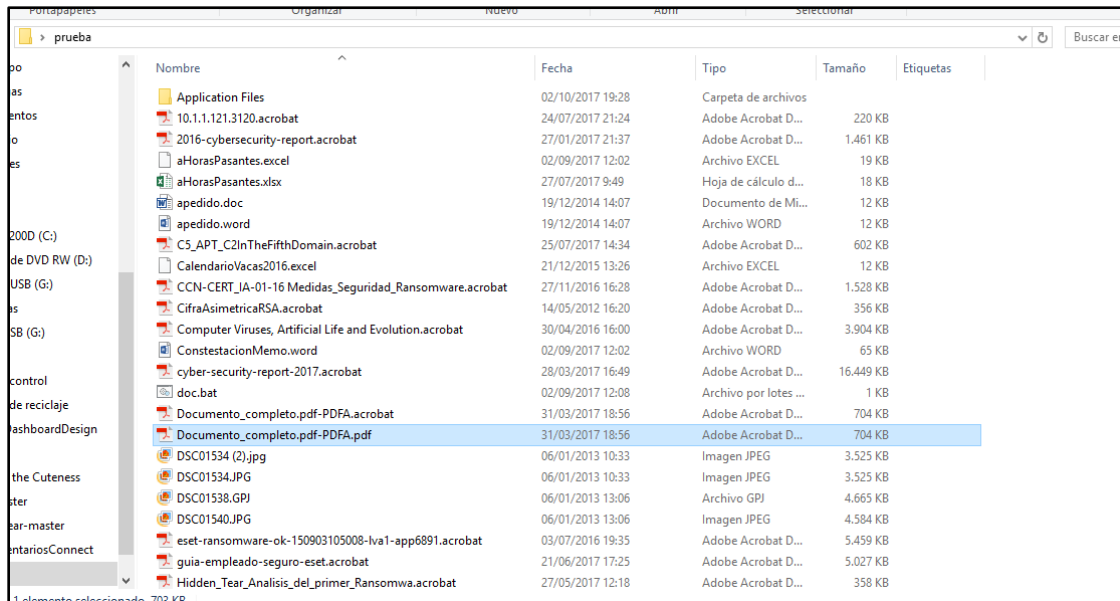 Portapapeles Organizar Nuevo Abrir Seleccionar
prueba Buscar en
Nombre Fecha Tipo Tamaño Etiquetas
Application Files 02/10/2017 19:28 Carpeta de archivos
10.1.1.121.3120.acrobat 24/07/2017 21:24 Adobe Acrobat D... 220 KB
2016-cybersecurity-report.acrobat 27/01/2017 21:37 Adobe Acrobat D... 1.461 KB
aHorasPasantes.excel 02/09/2017 12:02 Archivo EXCEL 19 KB
aHorasPasantes.xlsx 27/07/2017 9:49 Hoja de cálculo d... 18 KB
apedido.doc 19/12/2014 14:07 Documento de Mi... 12 KB
apedido.word 19/12/2014 14:07 Archivo WORD 12 KB
200D (C:) C5_APT_C2InTheFifthDomain.acrobat 25/07/2017 14:34 Adobe Acrobat D... 602 KB
de DVD RW (D:) CalendarioVacas2016.excel 21/12/2015 13:26 Archivo EXCEL 12 KB
USB (G:) CCN-CERT_IA-01-16 Medidas_Seguridad_Ransomware.acrobat 27/11/2016 16:28 Adobe Acrobat D... 1.528 KB
as CifraAsimetricaRSA.acrobat 14/05/2012 16:20 Adobe Acrobat D... 356 KB
SB (G:) Computer Viruses, Artificial Life and Evolution.acrobat 30/04/2016 16:00 Adobe Acrobat D... 3.904 KB
ConstestacionMemo.word 02/09/2017 12:02 Archivo WORD 65 KB
control cyber-security-report-2017.acrobat 28/03/2017 16:49 Adobe Acrobat D... 16.449 KB
de reciclaje doc.bat 02/09/2017 12:08 Archivo por lotes ... 1 KB
DashboardDesign Documento_completo.pdf-PDFA.acrobat 31/03/2017 18:56 Adobe Acrobat D... 704 KB
Documento_completo.pdf-PDFA.pdf 31/03/2017 18:56 Adobe Acrobat D... 704 KB
DSC01534 (2).jpg 06/01/2013 10:33 Imagen JPEG 3.525 KB
the Cuteness DSC01534.JPG 06/01/2013 10:33 Imagen JPEG 3.525 KB
ster DSC01538.GPJ 06/01/2013 13:06 Archivo GPJ 4.665 KB
ear-master DSC01540.JPG 06/01/2013 13:06 Imagen JPEG 4.584 KB
entariosConnect eset-ransomware-ok-150903105008-lva1-app6891.acrobat 03/07/2016 19:35 Adobe Acrobat D... 5.459 KB
guia-empleado-seguro-eset.acrobat 21/06/2017 17:25 Adobe Acrobat D... 5.027 KB
Hidden_Tear_Analisis_del_primer_Ransomwa.acrobat 27/05/2017 12:18 Adobe Acrobat D... 358 KB
1 elemento seleccionado 703 KB